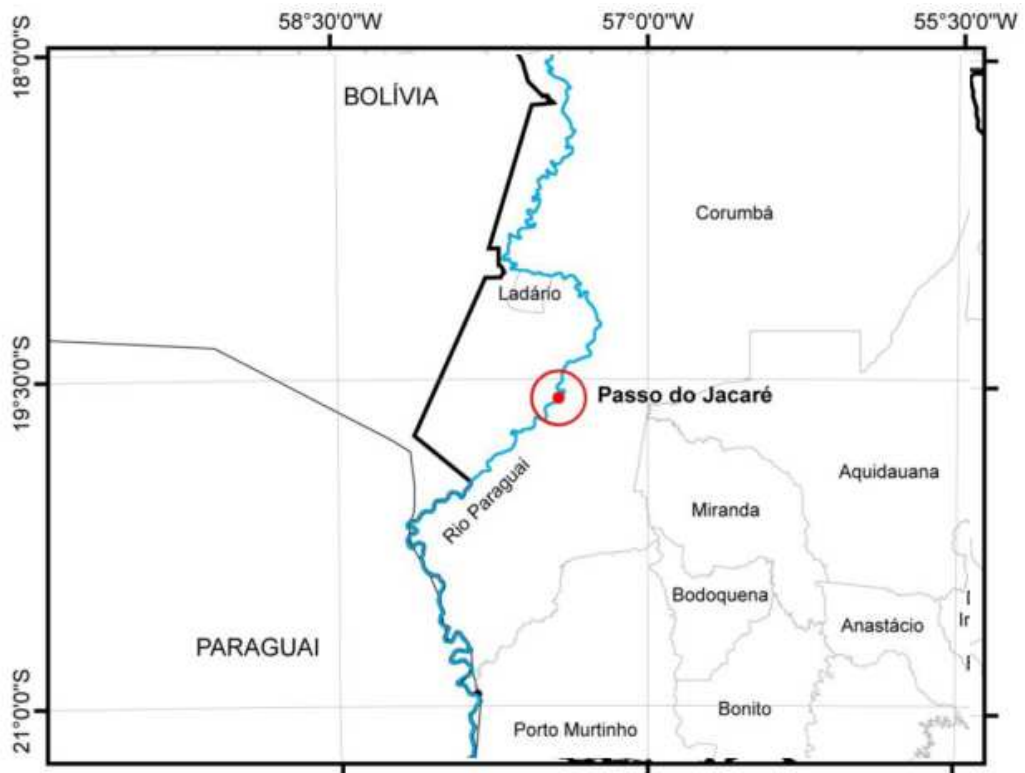 58°30'0"W
57°0'0"W
55°30'0"W
18°0'0"S
BOLÍVIA
Corumbá
Ladário
19°30'0"S
Passo do Jacaré
Aquidauana
Rio Paraguai
Miranda
Bodoquena
Anastácio
PARAGUAI
21°0'0"S
Bonito
Porto Murtinho